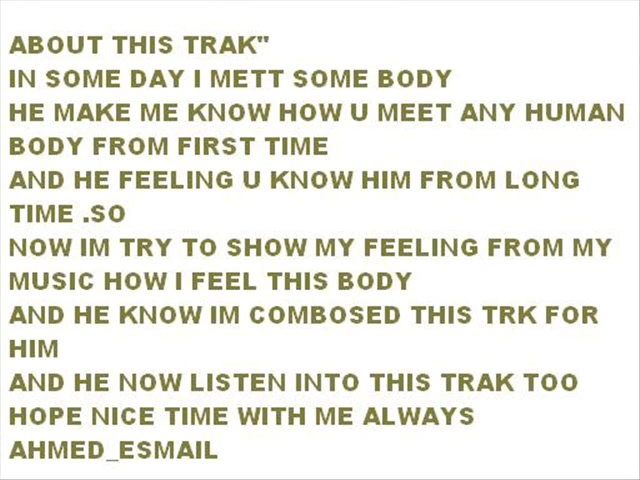 ABOUT THIS TRAK"
IN SOME DAY I METT SOME BODY
HE MAKE ME KNOW HOW U MEET ANY HUMAN
BODY FROM FIRST TIME
AND HE FEELING U KNOW HIM FROM LONG
TIME .SO
NOW IM TRY TO SHOW MY FEELING FROM MY
MUSIC HOW I FEEL THIS BODY
AND HE KNOW IM COMBOSED THIS TRK FOR
HIM
AND HE NOW LISTEN INTO THIS TRAK TOO
HOPE NICE TIME WITH ME ALWAYS
AHMED_ESMAIL